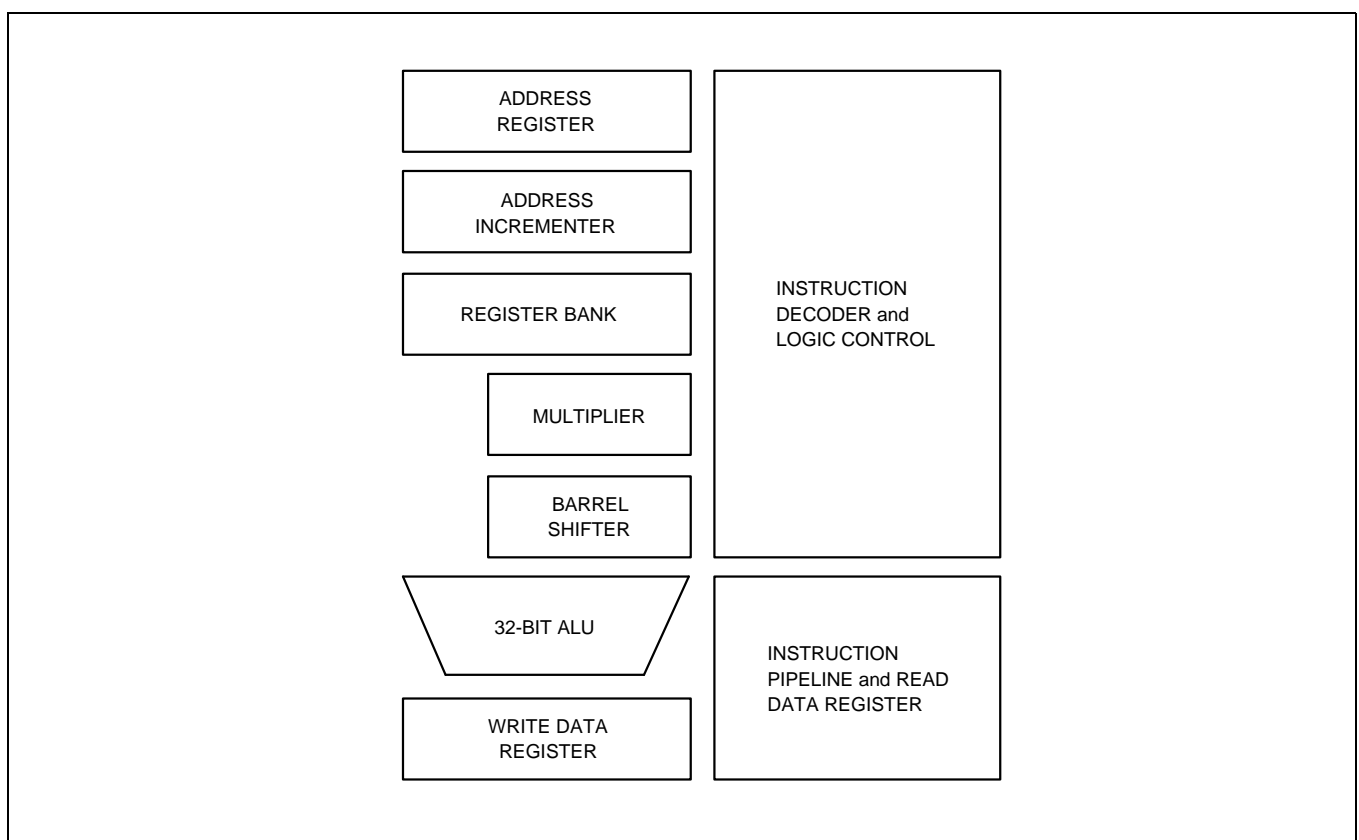 ADDRESS
REGISTER
ADDRESS
INCREMENTER
REGISTER BANK
MULTIPLIER
BARREL
SHIFTER
32-BIT ALU
WRITE DATA
REGISTER
INSTRUCTION
DECODER and
LOGIC CONTROL
INSTRUCTION
PIPELINE and READ
DATA REGISTER